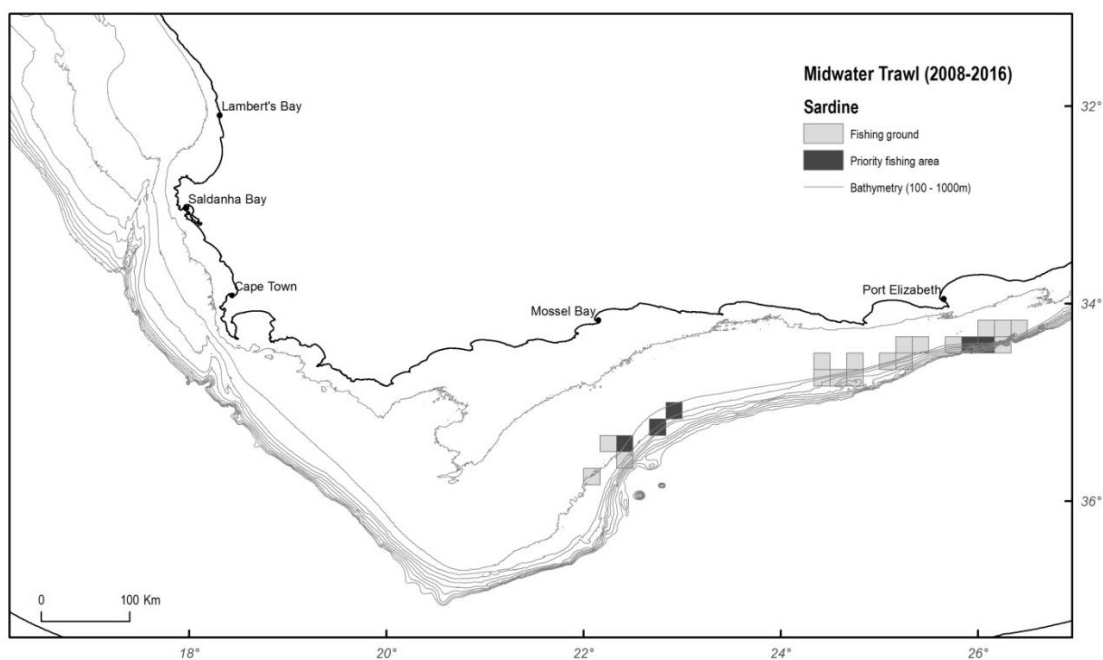 Midwater Trawl (2008-2016)
Sardine
Fishing ground
Priority fishing area
Bathymetry (100 - 1000m)
Lambert's Bay
Saldanha Bay
Cape Town
Mossel Bay
Port Elizabeth
32°
34°
36°
0 100 Km
18° 20° 22° 24° 26°